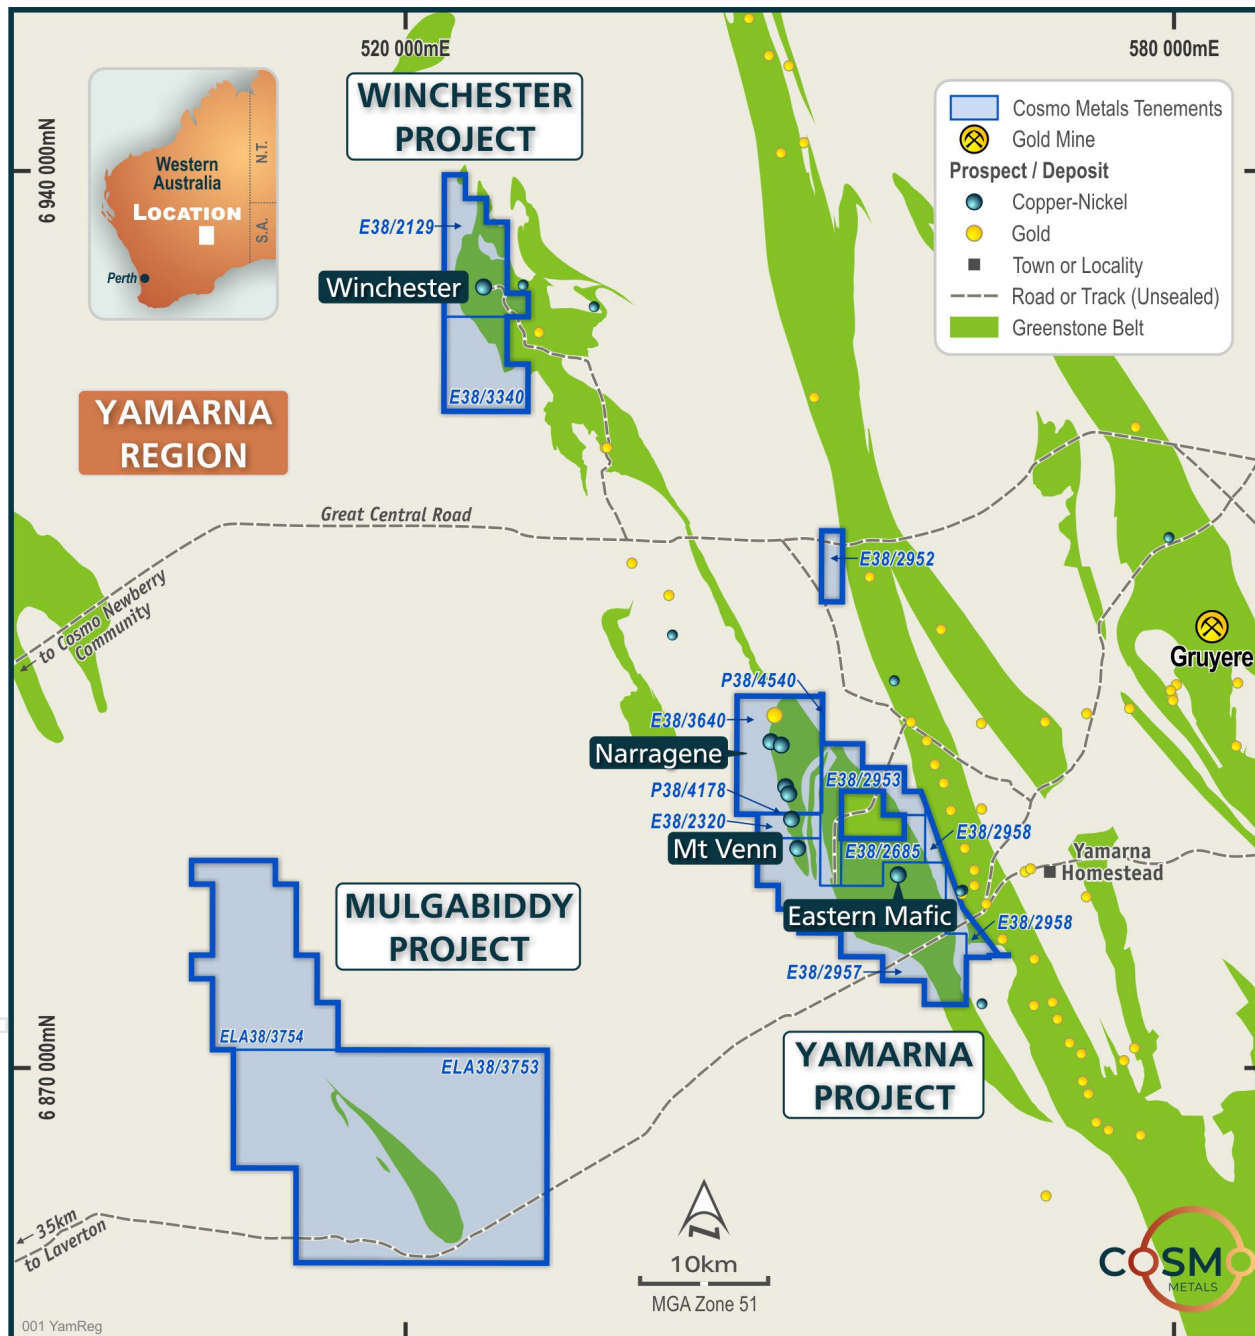 520 000mE
580 000mE
6 940 000mN
6 870 000mN
WINCHESTER
PROJECT
Western
Australia
LOCATION
N.T.
S.A.
Perth
Cosmo Metals Tenements
Gold Mine
Prospect / Deposit
Copper-Nickel
Gold
Town or Locality
Road or Track (Unsealed)
Greenstone Belt
E38/2129
Winchester
E38/3340
YAMARNA
REGION
Great Central Road
to Cosmo Newberry
Community
E38/2952
Gruyere
P38/4540
E38/3640
Narragene
E38/2953
P38/4178
E38/2320
E38/2958
Mt Venn
E38/2685
Yamarna
Homestead
Eastern Mafic
E38/2958
E38/2957
MULGABIDDY
PROJECT
ELA38/3754
ELA38/3753
YAMARNA
PROJECT
35km
to Laverton
N
10km
MGA Zone 51
COSMO
METALS
001 YamReg